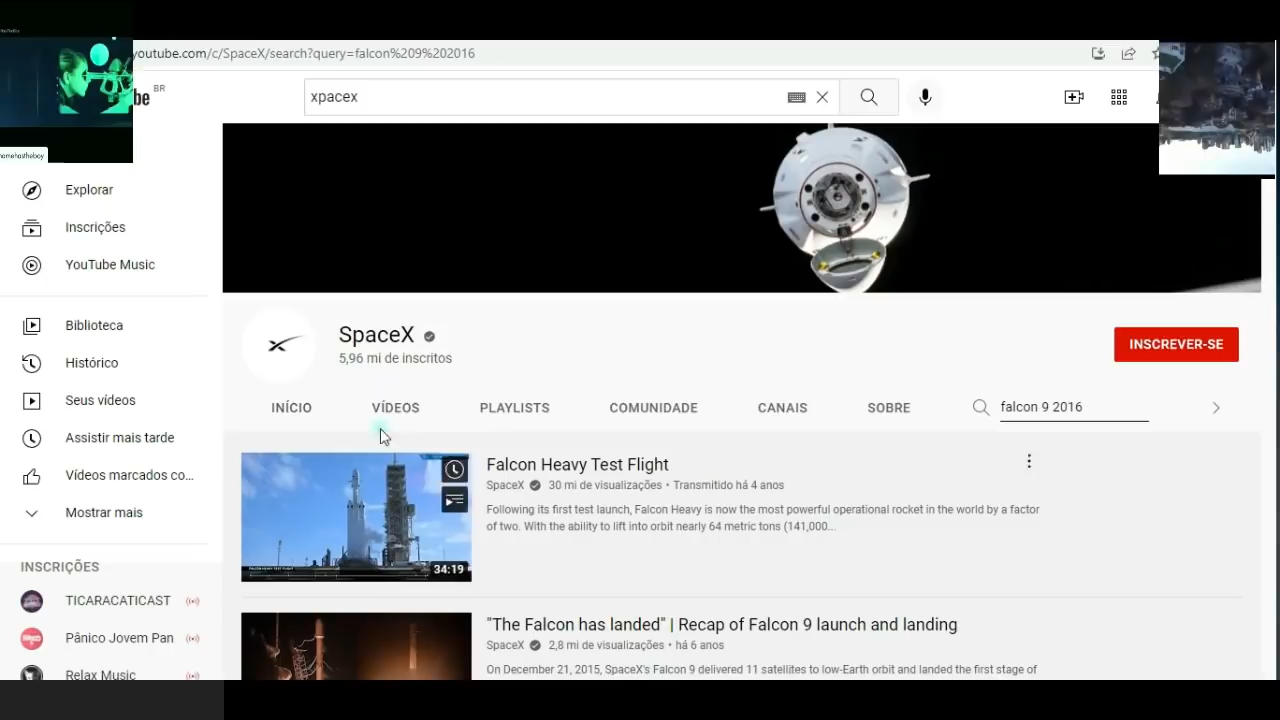 youtube.com/c/SpaceX/search?query=falcon%209%202016
be BR
xpacex
homehastheboy
Explorar
Inscrições
YouTube Music
Biblioteca
Histórico
Seus vídeos
Assistir mais tarde
Vídeos marcados co...
Mostrar mais
INSCRIÇÕES
TICARACATICAST
Pânico Jovem Pan
Relax Music
SpaceX
5,96 mi de inscritos
INSCREVER-SE
INÍCIO
VÍDEOS
PLAYLISTS
COMUNIDADE
CANAIS
SOBRE
falcon 9 2016
34:19
Falcon Heavy Test Flight
SpaceX 30 mi de visualizações • Transmitido há 4 anos
Following its first test launch, Falcon Heavy is now the most powerful operational rocket in the world by a factor
of two. With the ability to lift into orbit nearly 64 metric tons (141,000...
"The Falcon has landed" | Recap of Falcon 9 launch and landing
SpaceX 2,8 mi de visualizações • há 6 anos
On December 21, 2015, SpaceX's Falcon 9 delivered 11 satellites to low-Earth orbit and landed the first stage of